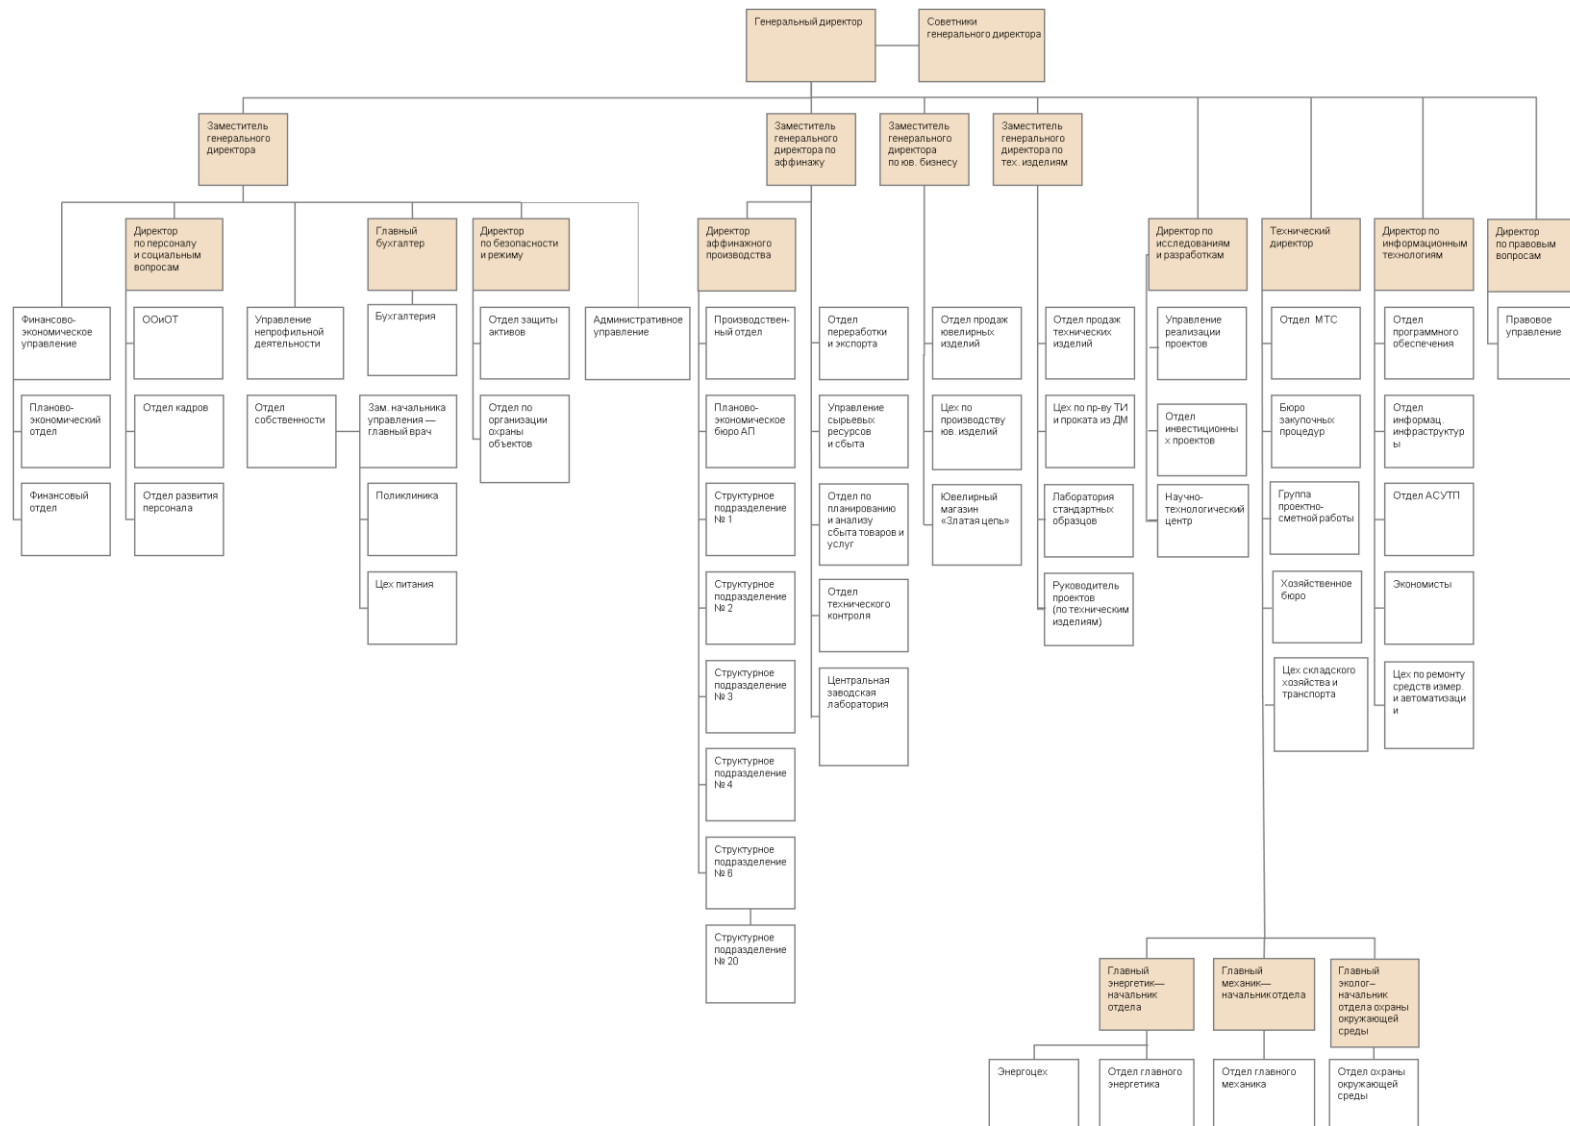 Генеральный директор
Советники
генерального директора
Заместитель
генерального
директора
Заместитель
генерального
директора по
аффинажу
Заместитель
генерального
директора
по юв. бизнесу
Заместитель
генерального
директора по
тех. изделиям
Директор
по персоналу
и социальным
вопросам
Главный
бухгалтер
Директор
по безопасности
и режиму
Директор
аффинажного
производства
Директор по
исследованиям
и разработкам
Технический
директор
Директор по
информационным
технологиям
Директор
по правовым
вопросам
Финансово-
экономическое
управление
ООиОТ
Управление
непрофильной
деятельности
Бухгалтерия
Отдел защиты
активов
Административное
управление
Производствен-
ный отдел
Отдел
переработки
и экспорта
Отдел продаж
ювелирных
изделий
Отдел продаж
технических
изделий
Управление
реализации
проектов
Отдел МТС
Отдел
программного
обеспечения
Правовое
управление
Планово-
экономический
отдел
Отдел кадров
Отдел
собственности
Зам. начальника
управления —
главный врач
Отдел по
организации
охраны
объектов
Планово-
экономическое
бюро АП
Управление
сырьевых
ресурсов
и сбыта
Цех по
производству
юв. изделий
Цех по пр-ву ТИ
и проката из ДМ
Отдел
инвестиционны
х проектов
Бюро
закупочных
процедур
Отдел
информац.
инфраструктур
ы
Финансовый
отдел
Отдел развития
персонала
Поликлиника
Структурное
подразделение
№ 1
Отдел по
планированию
и анализу
сбыта товаров и
услуг
Ювелирный
магазин
«Златая цепь»
Лаборатория
стандартных
образцов
Научно-
технологический
центр
Группа
проектно-
сметной работы
Отдел АСУТП
Цех питания
Структурное
подразделение
№ 2
Отдел
технического
контроля
Руководитель
проектов
(по техническим
изделиям)
Хозяйственное
бюро
Экономисты
Структурное
подразделение
№ 3
Центральная
заводская
лаборатория
Цех складского
хозяйства и
транспорта
Цех по ремонту
средств измер.
и автоматизаци
и
Структурное
подразделение
№ 4
Структурное
подразделение
№ 6
Структурное
подразделение
№ 20
Главный
энергетик—
начальник
отдела
Главный
механик—
начальник отдела
Главный
эколог–
начальник
отдела охраны
окружающей
среды
Энергоцех
Отдел главного
энергетика
Отдел главного
механика
Отдел охраны
окружающей
среды